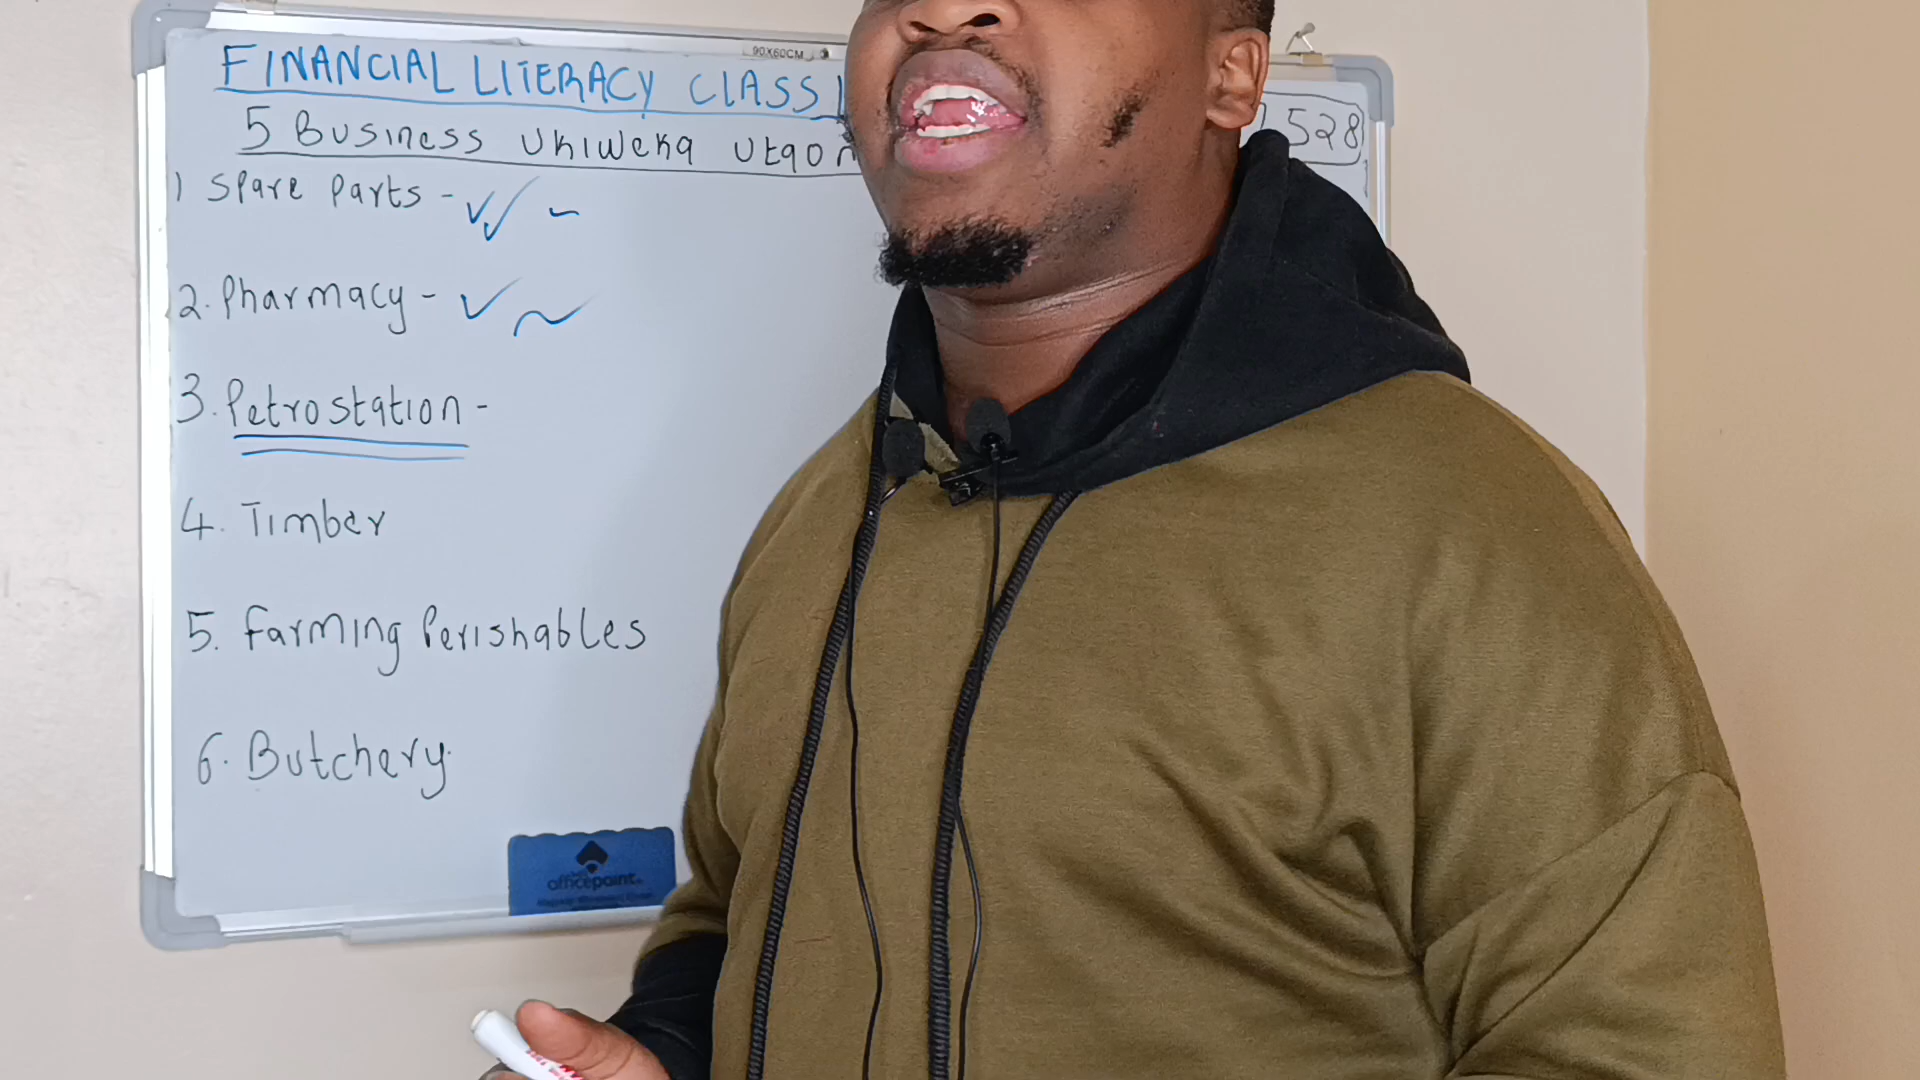 90X60CM
FINANCIAL LITERACY CLASS
528
5 Business Ukiweka
1 Spare Parts -
2. Pharmacy -
3. Petrostation -
4. Timber
5. Farming Perishables
6. Butchery
officepoint